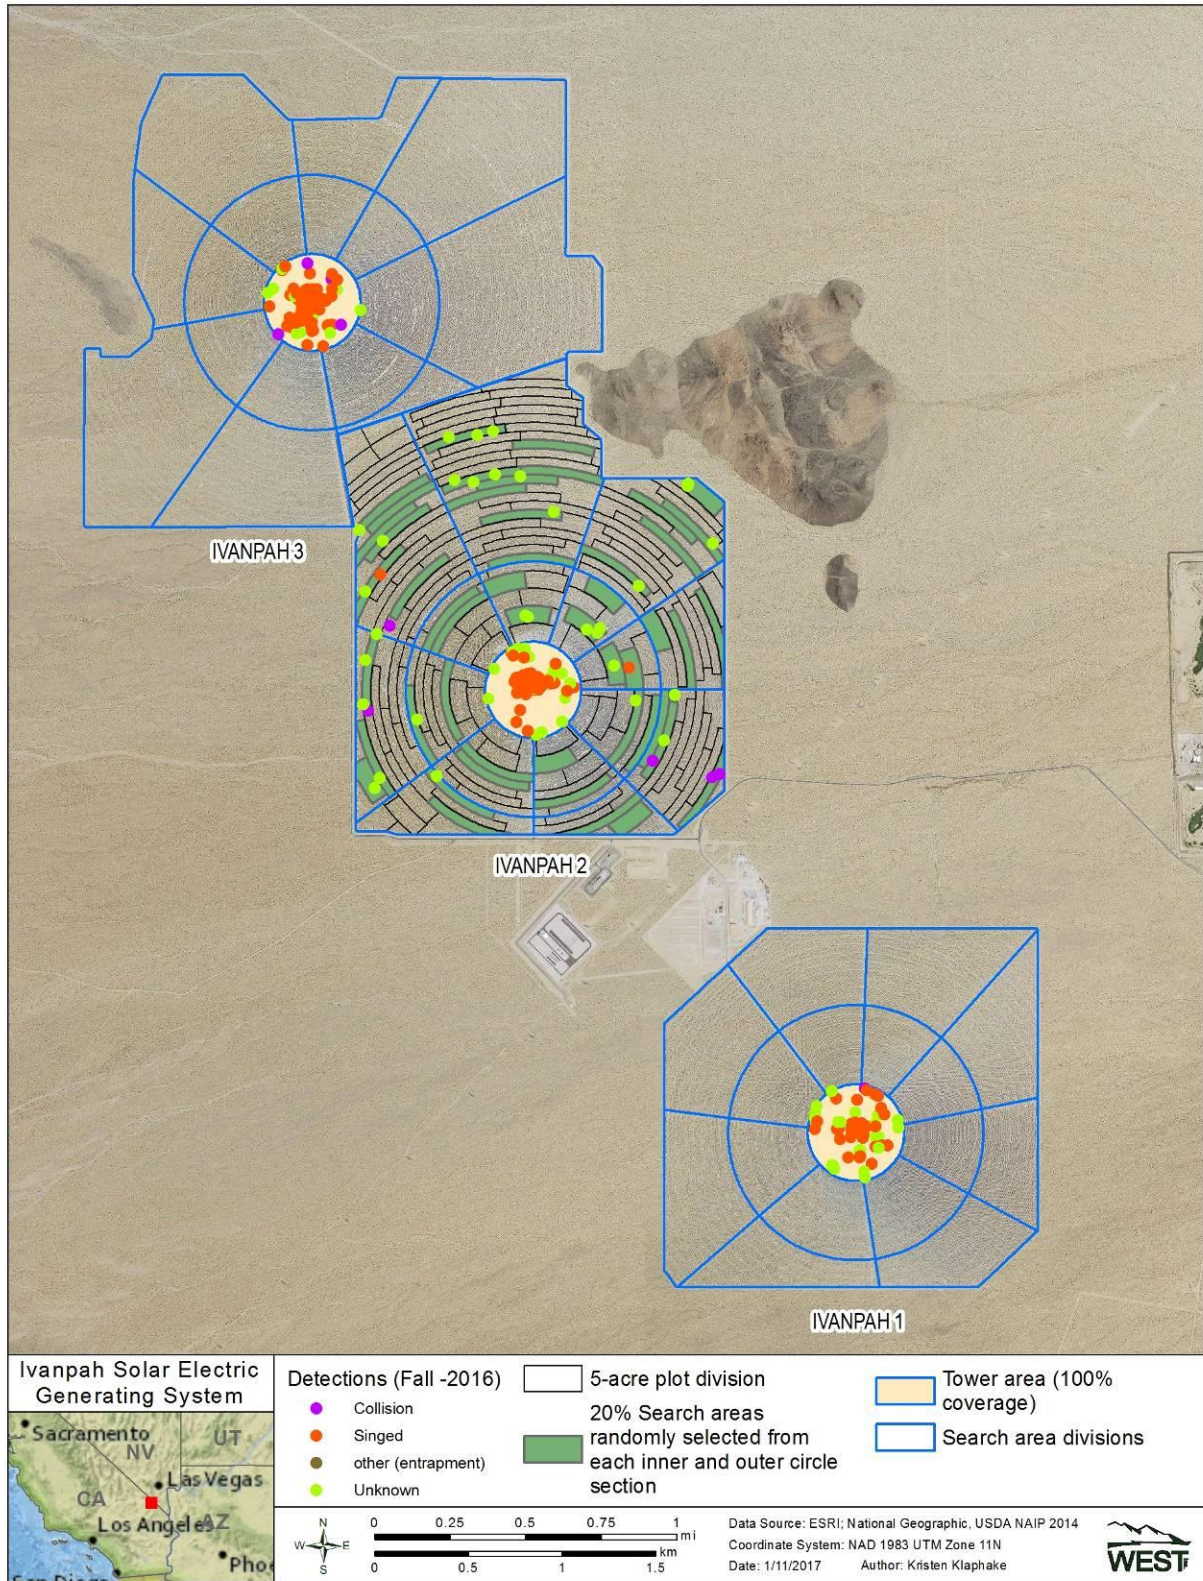 IVANPAH 3
IVANPAH 2
IVANPAH 1
Ivanpah Solar Electric
Generating System
Sacramento
NV
UT
Las Vegas
CA
Los Angeles
AZ
Pho
San Diego
Detections (Fall -2016)
Collision
Singed
other (entrapment)
Unknown
5-acre plot division
20% Search areas
randomly selected from
each inner and outer circle
section
Tower area (100%
coverage)
Search area divisions
N
W
E
S
0 0.25 0.5 0.75 1
mi
km
0 0.5 1 1.5
Data Source: ESRI; National Geographic, USDA NAIP 2014
Coordinate System: NAD 1983 UTM Zone 11N
Date: 1/11/2017 Author: Kristen Klaphake
WEST